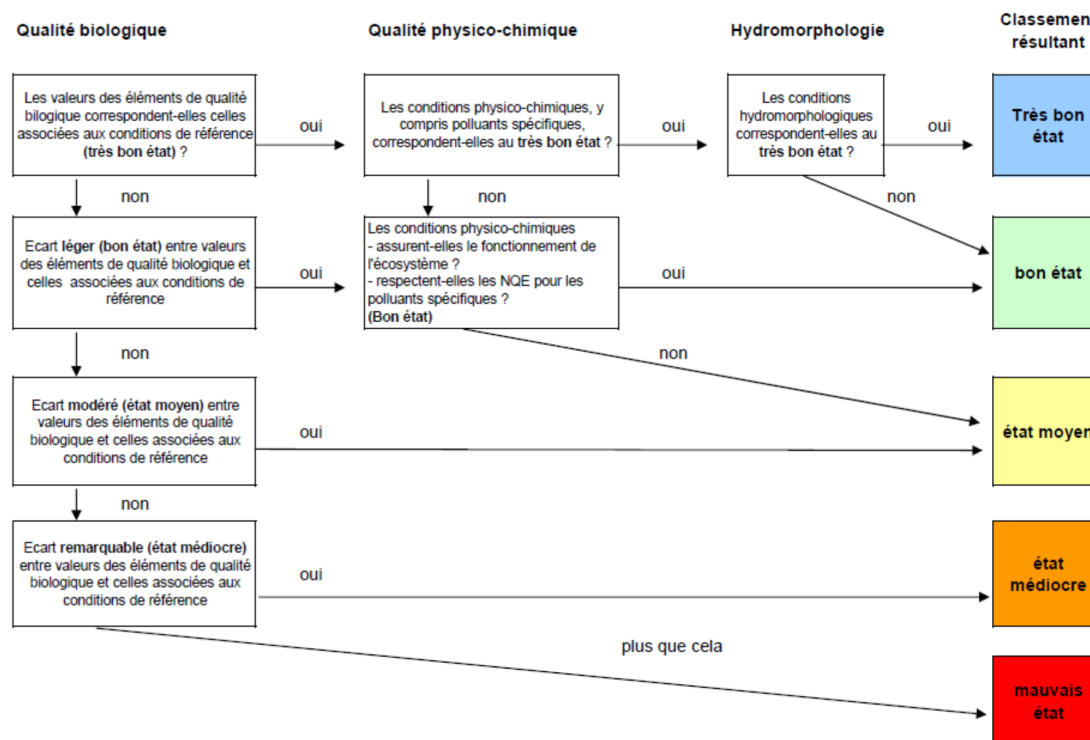 Qualité biologique
Qualité physico-chimique
Hydromorphologie
Classemen
résultant
Les valeurs des éléments de qualité
bilogique correspondent-elles celles
associées aux conditions de référence
(très bon état) ?
oui
Les conditions physico-chimiques, y
compris polluants spécifiques,
correspondent-elles au très bon état ?
oui
Les conditions
hydromorphologiques
correspondent-elles au
très bon état ?
oui
Très bon
état
non
non
non
Ecart léger (bon état) entre valeurs
des éléments de qualité biologique et
celles associées aux conditions de
référence
oui
Les conditions physico-chimiques
- assurent-elles le fonctionnement de
l'écosystème ?
- respectent-elles les NQE pour les
polluants spécifiques ?
(Bon état)
oui
bon état
non
non
Ecart modéré (état moyen) entre
valeurs des éléments de qualité
biologique et celles associées aux
conditions de référence
oui
état moyen
non
Ecart remarquable (état médiocre)
entre valeurs des éléments de qualité
biologique et celles associées aux
conditions de référence
oui
état
médiocre
plus que cela
mauvais
état